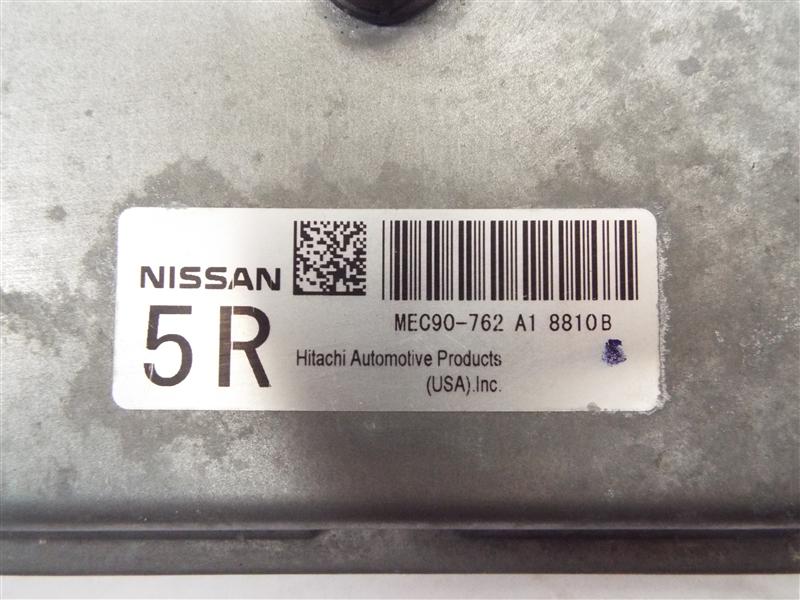 NISSAN
5R
MEC90-762 A1 8810B
Hitachi Automotive Products
(USA).Inc.